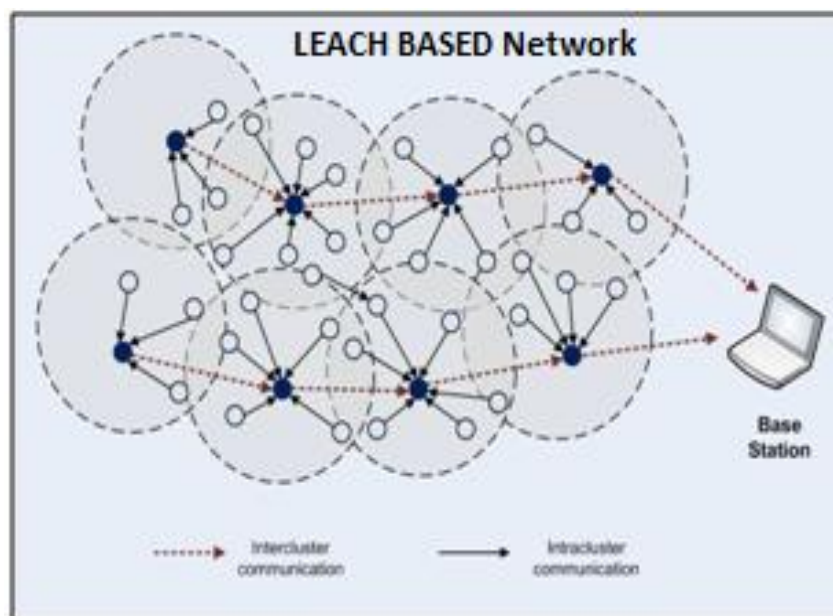 LEACH BASED Network
Base
Station
Intercluster
communication
Intracluster
communication